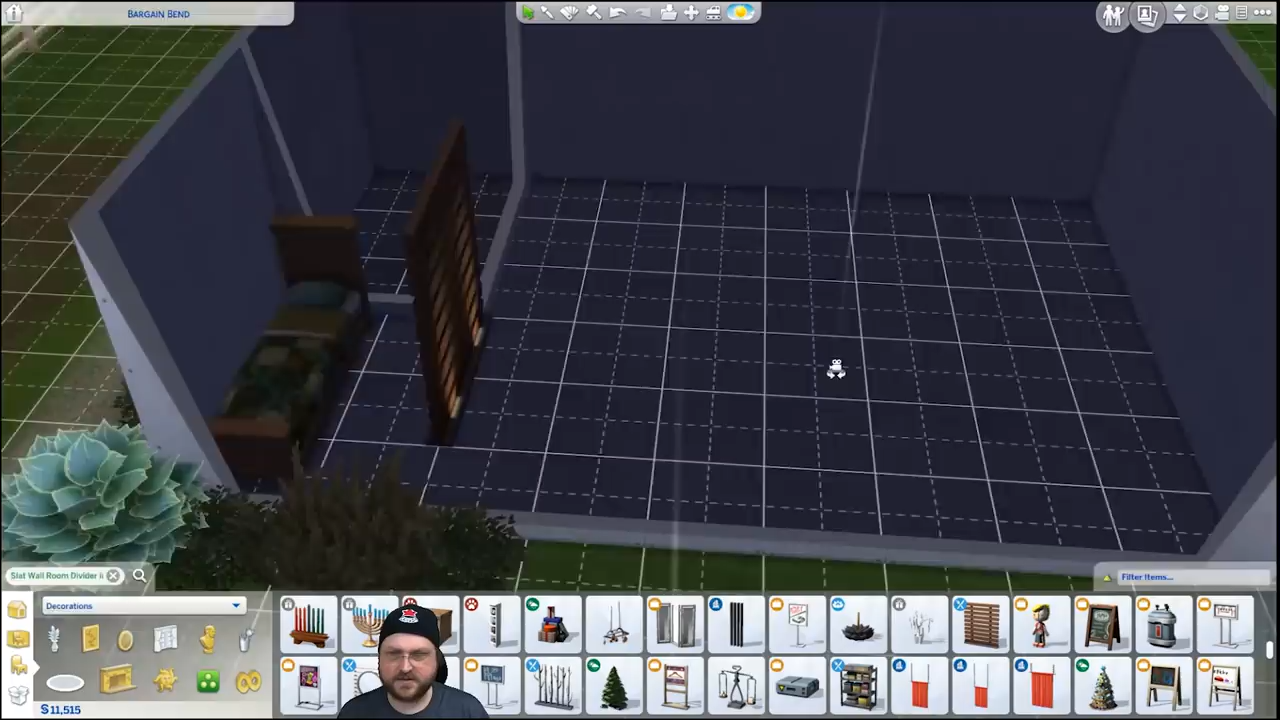 BARGAIN BEND
Slat Wall Room Divider i
Filter Items...
Decorations
$11,515